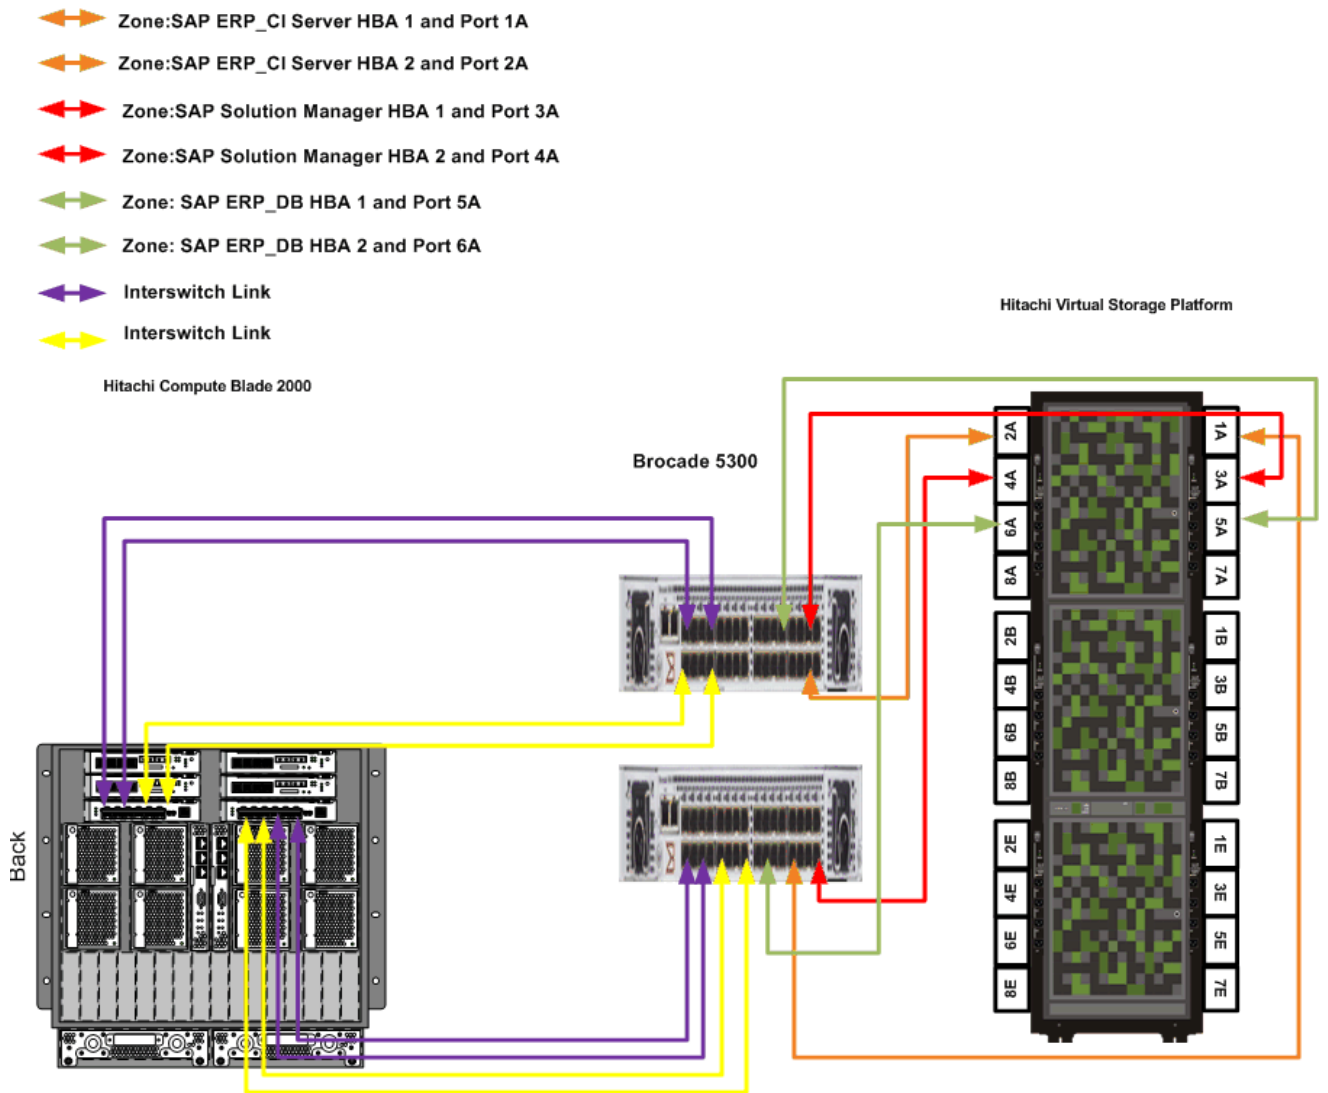 Zone:SAP ERP_CI Server HBA 1 and Port 1A
Zone:SAP ERP_CI Server HBA 2 and Port 2A
Zone:SAP Solution Manager HBA 1 and Port 3A
Zone:SAP Solution Manager HBA 2 and Port 4A
Zone: SAP ERP_DB HBA 1 and Port 5A
Zone: SAP ERP_DB HBA 2 and Port 6A
Interswitch Link
Interswitch Link
Hitachi Virtual Storage Platform
Hitachi Compute Blade 2000
Brocade 5300
Back
2A
4A
6A
8A
2B
4B
6B
8B
2E
4E
6E
8E
1A
3A
5A
7A
1B
3B
5B
7B
1E
3E
5E
7E